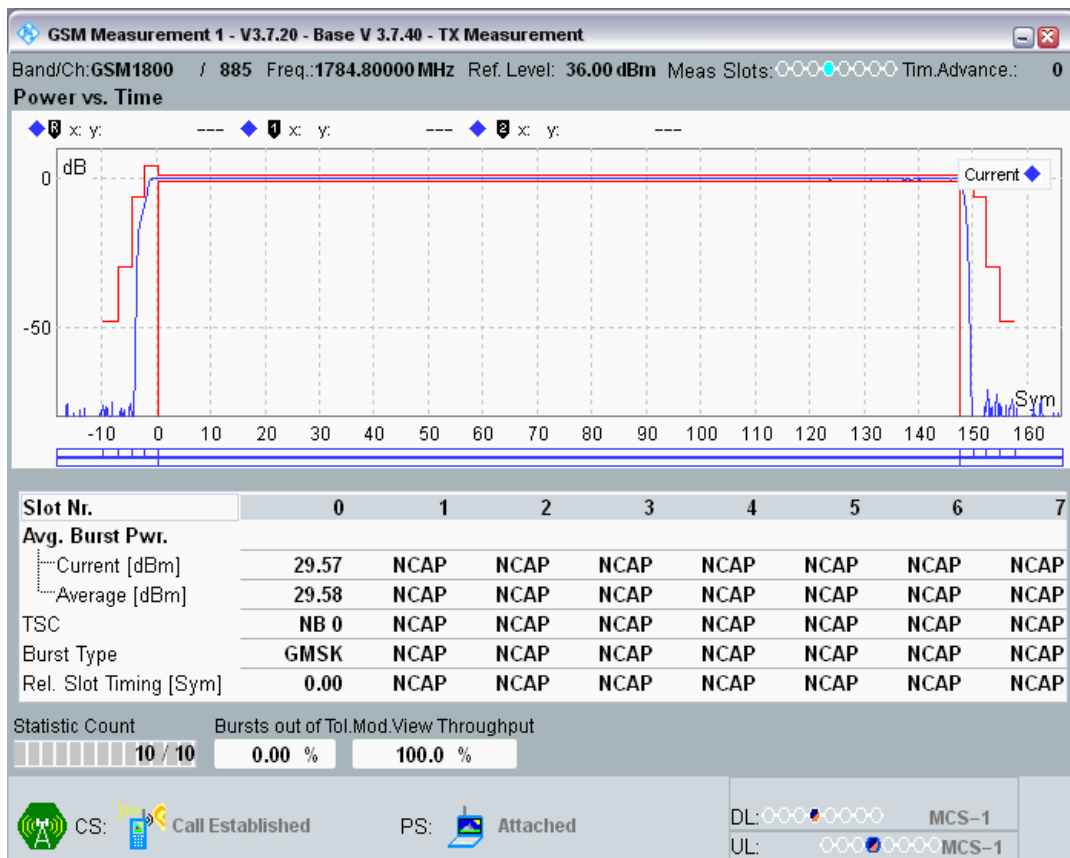 GSM Measurement 1 - V3.7.20 - Base V 3.7.40 - TX Measurement
Band/Ch:GSM1800 / 885 Freq.:1784.80000 MHz Ref. Level: 36.00 dBm Meas Slots: Tim.Advance.: 0
Power vs. Time
R x: y: --- 1 x: y: --- 2 x: y: ---
dB
Current
0
-50
Sym
-10 0 10 20 30 40 50 60 70 80 90 100 110 120 130 140 150 160
Slot Nr. 0 1 2 3 4 5 6 7
Avg. Burst Pwr.
Current [dBm] 29.57 NCAP NCAP NCAP NCAP NCAP NCAP NCAP
Average [dBm] 29.58 NCAP NCAP NCAP NCAP NCAP NCAP NCAP
TSC NB 0 NCAP NCAP NCAP NCAP NCAP NCAP NCAP
Burst Type GMSK NCAP NCAP NCAP NCAP NCAP NCAP NCAP
Rel. Slot Timing [Sym] 0.00 NCAP NCAP NCAP NCAP NCAP NCAP NCAP
Statistic Count Bursts out of Tol. Mod.View Throughput
10 / 10 0.00 % 100.0 %
CS: Call Established PS: Attached
DL: MCS-1
UL: MCS-1